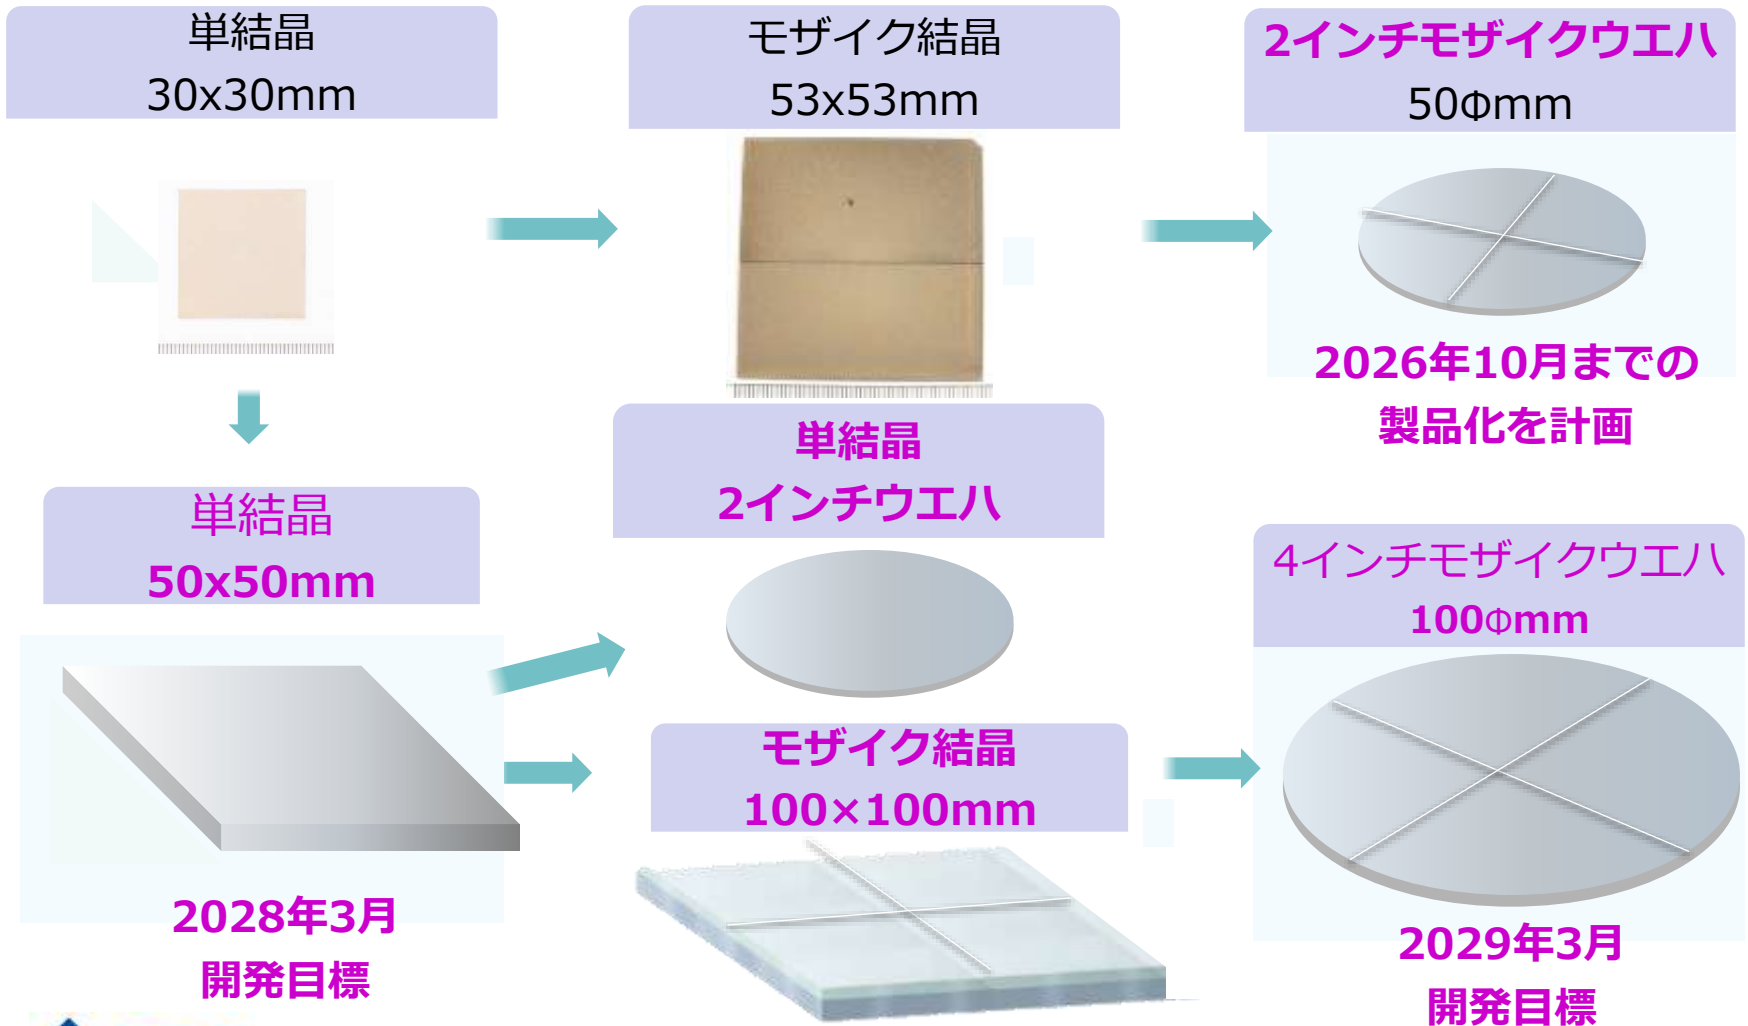 単結晶
30x30mm
モザイク結晶
53x53mm
2インチモザイクウエハ
50Φmm
2026年10月までの
製品化を計画
単結晶
50x50mm
2028年3月
開発目標
単結晶
2インチウエハ
モザイク結晶
100×100mm
4インチモザイクウエハ
100Φmm
2029年3月
開発目標